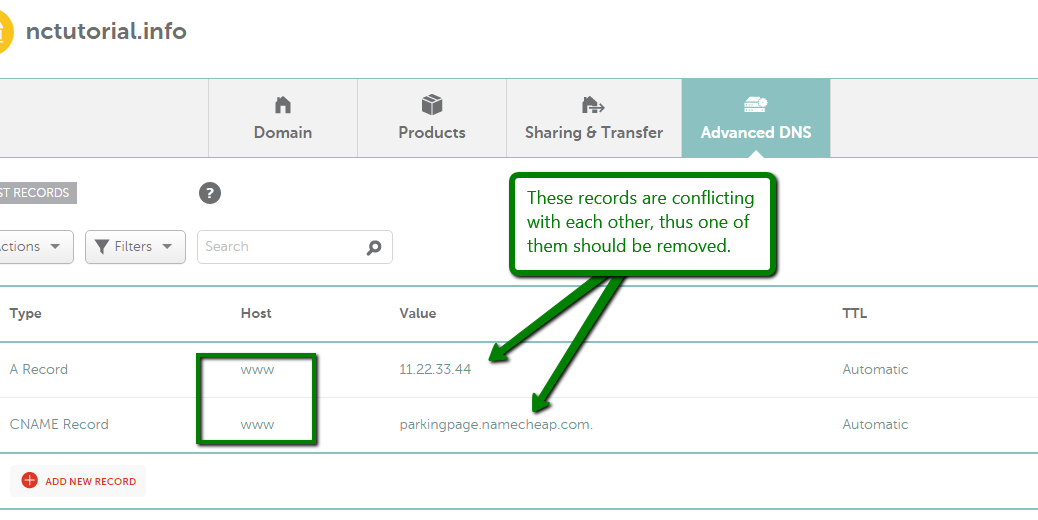 nctutorial.info
Domain Products Sharing & Transfer Advanced DNS
ST RECORDS ?
ctions Filters Search
These records are conflicting
with each other, thus one of
them should be removed.
Type Host Value TTL
A Record www 11.22.33.44 Automatic
CNAME Record www parkingpage.namecheap.com. Automatic
ADD NEW RECORD